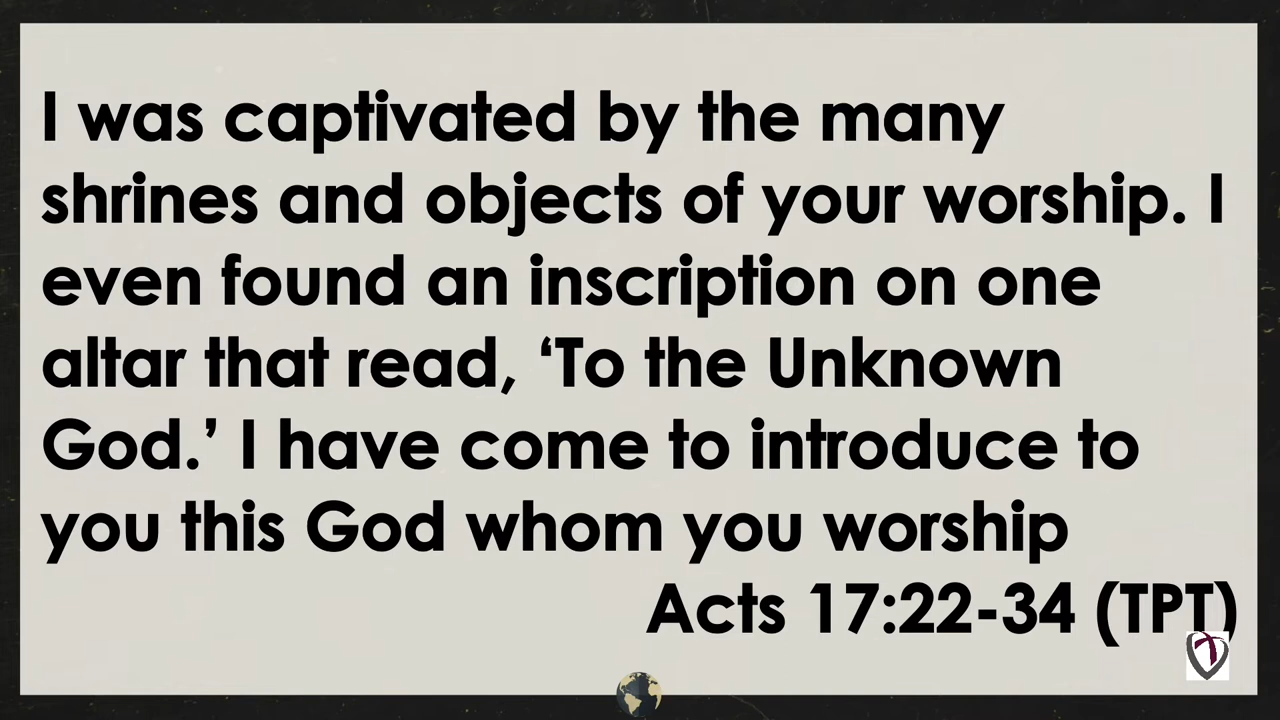 I was captivated by the many
shrines and objects of your worship. I
even found an inscription on one
altar that read, ‘To the Unknown
God.’ I have come to introduce to
you this God whom you worship
Acts 17:22-34 (TPT)